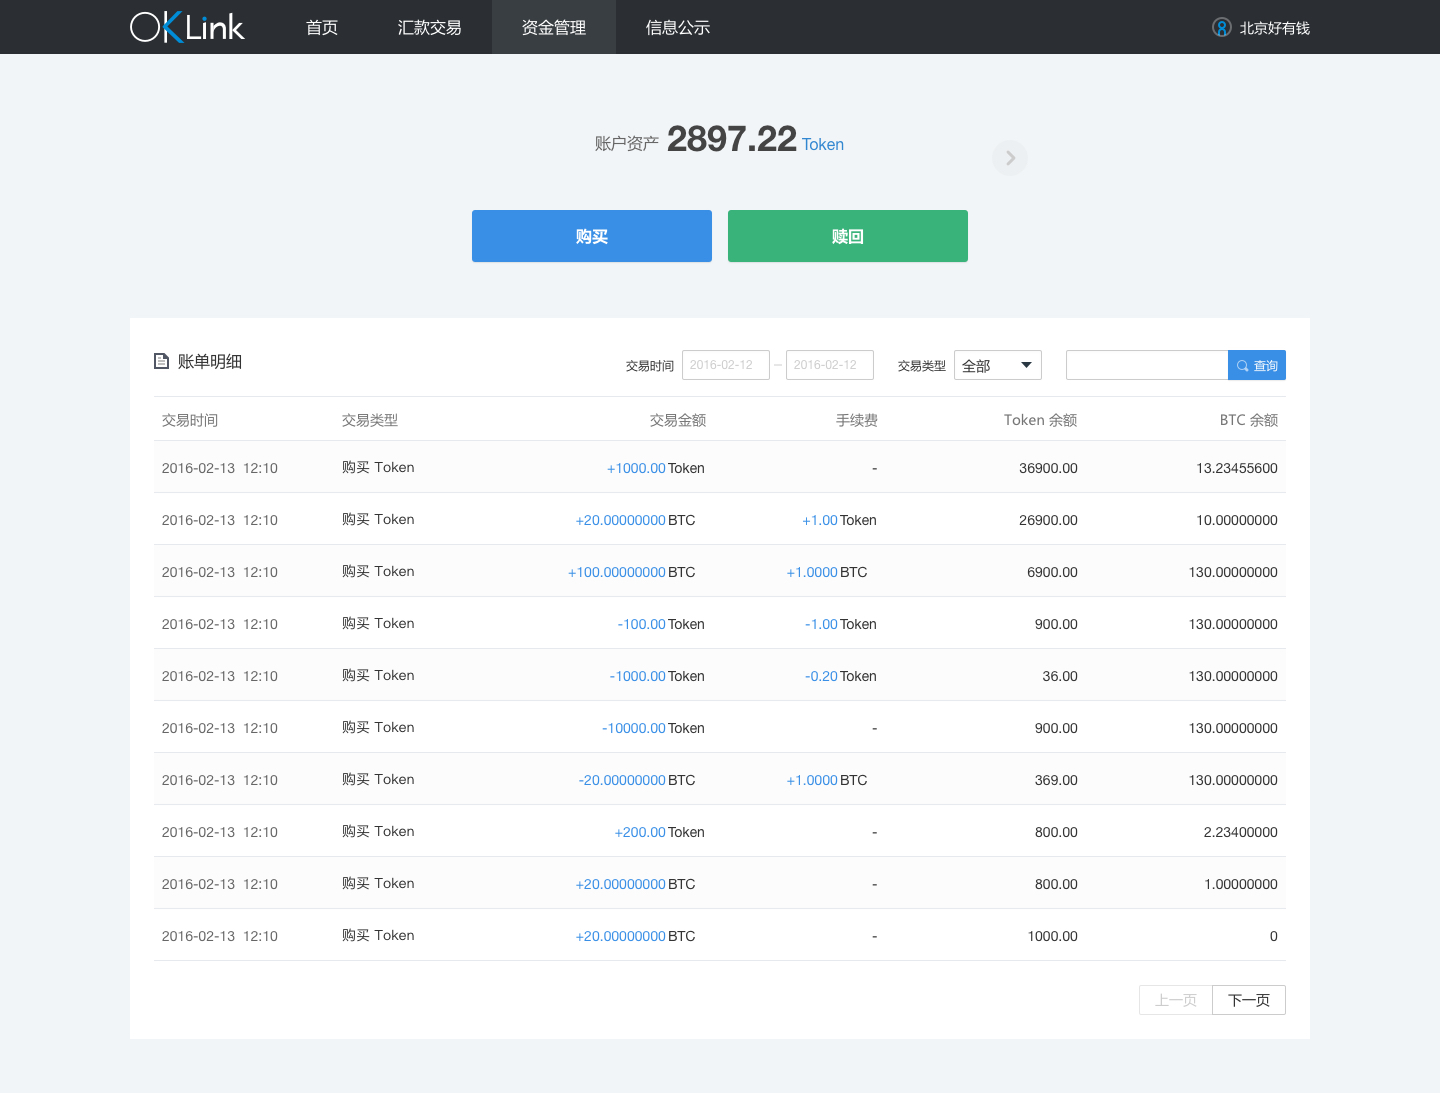 OKLink 首页 汇款交易 资金管理 信息公示 北京好有钱
账户资产 2897.22 Token
购买 赎回
账单明细 交易时间 2016-02-12 – 2016-02-12 交易类型 全部 查询
交易时间 交易类型 交易金额 手续费 Token 余额 BTC 余额
2016-02-13 12:10 购买 Token +1000.00 Token - 36900.00 13.23455600
2016-02-13 12:10 购买 Token +20.00000000 BTC +1.00 Token 26900.00 10.00000000
2016-02-13 12:10 购买 Token +100.00000000 BTC +1.0000 BTC 6900.00 130.00000000
2016-02-13 12:10 购买 Token -100.00 Token -1.00 Token 900.00 130.00000000
2016-02-13 12:10 购买 Token -1000.00 Token -0.20 Token 36.00 130.00000000
2016-02-13 12:10 购买 Token -10000.00 Token - 900.00 130.00000000
2016-02-13 12:10 购买 Token -20.00000000 BTC +1.0000 BTC 369.00 130.00000000
2016-02-13 12:10 购买 Token +200.00 Token - 800.00 2.23400000
2016-02-13 12:10 购买 Token +20.00000000 BTC - 800.00 1.00000000
2016-02-13 12:10 购买 Token +20.00000000 BTC - 1000.00 0
上一页 下一页